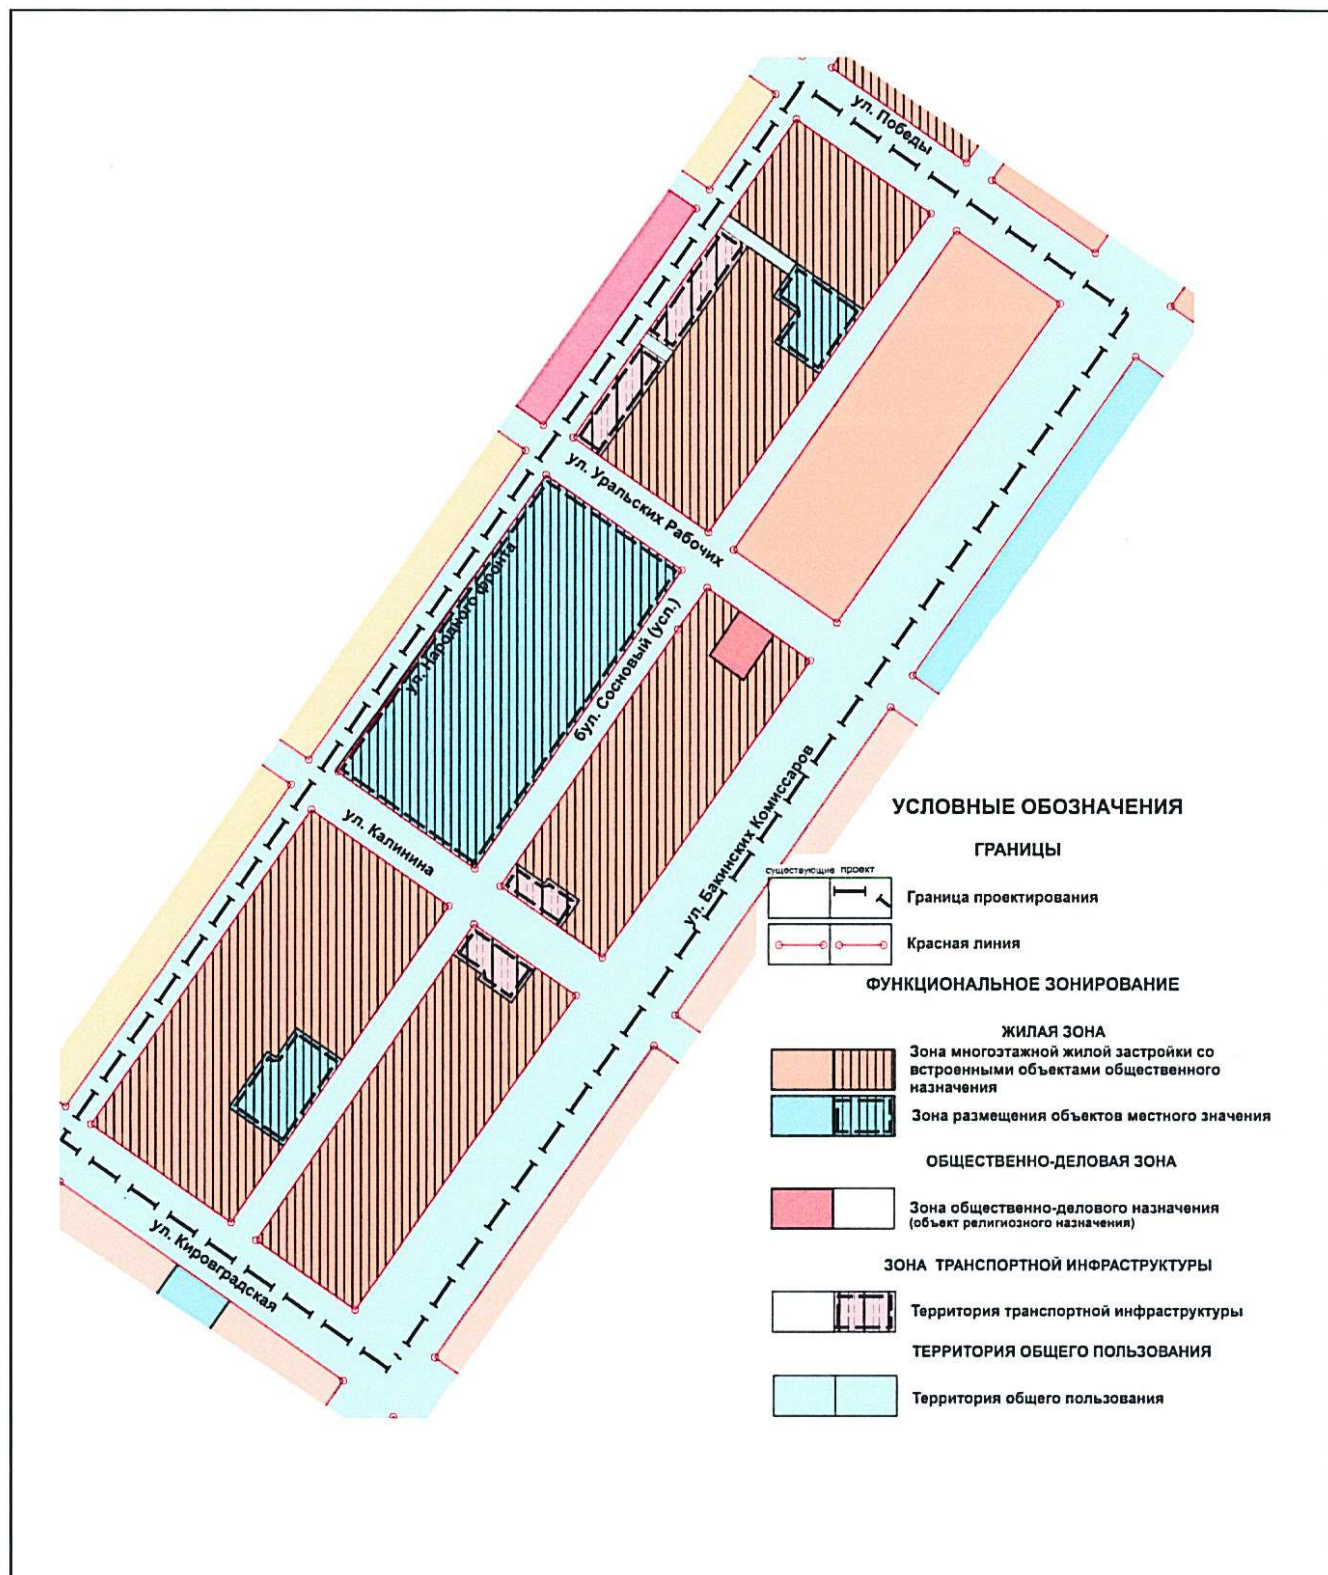 ул. Победы
ул. Уральских Рабочих
ул. Народного Фронта
бул. Сосновый (усл.)
ул. Калинина
ул. Бакинских Комиссаров
ул. Кировградская
УСЛОВНЫЕ ОБОЗНАЧЕНИЯ
ГРАНИЦЫ
существующие проект
Граница проектирования
Красная линия
ФУНКЦИОНАЛЬНОЕ ЗОНИРОВАНИЕ
ЖИЛАЯ ЗОНА
Зона многоэтажной жилой застройки со
встроенными объектами общественного
назначения
Зона размещения объектов местного значения
ОБЩЕСТВЕННО-ДЕЛОВАЯ ЗОНА
Зона общественно-делового назначения
(объект религиозного назначения)
ЗОНА ТРАНСПОРТНОЙ ИНФРАСТРУКТУРЫ
Территория транспортной инфраструктуры
ТЕРРИТОРИЯ ОБЩЕГО ПОЛЬЗОВАНИЯ
Территория общего пользования